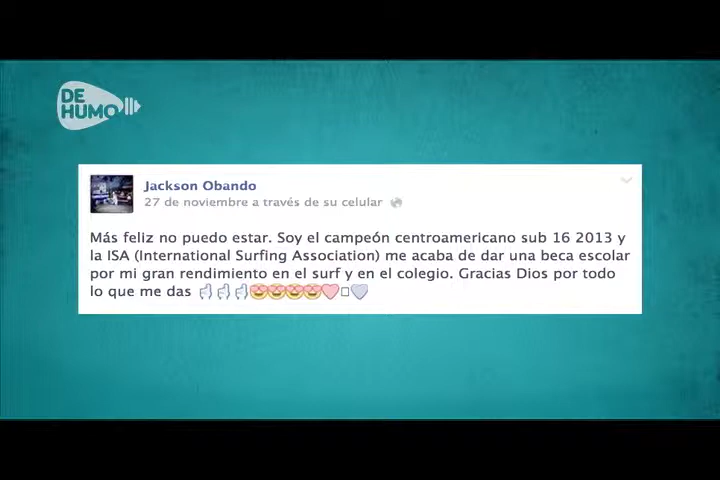 DE
HUMO
Jackson Obando
27 de noviembre a través de su celular
Más feliz no puedo estar. Soy el campeón centroamericano sub 16 2013 y
la ISA (International Surfing Association) me acaba de dar una beca escolar
por mi gran rendimiento en el surf y en el colegio. Gracias Dios por todo
lo que me das 👆👆👆😍😍😍😍❤️□💙